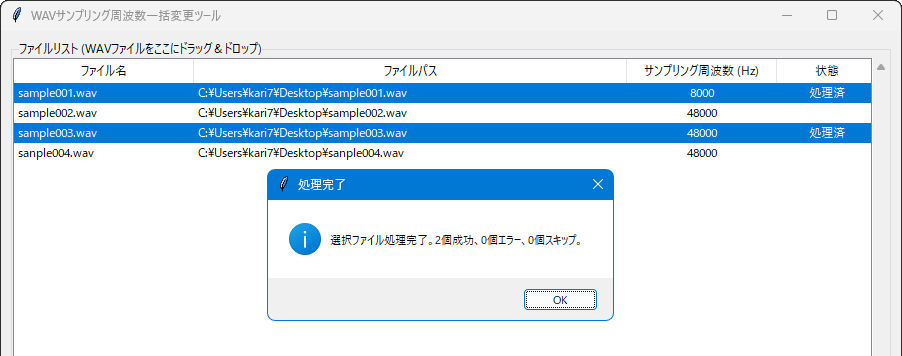 WAVサンプリング周波数一括変更ツール
ファイルリスト (WAVファイルをここにドラッグ＆ドロップ)
ファイル名 ファイルパス サンプリング周波数 (Hz) 状態
sample001.wav C:¥Users¥kari7¥Desktop¥sample001.wav 8000 処理済
sample002.wav C:¥Users¥kari7¥Desktop¥sample002.wav 48000
sample003.wav C:¥Users¥kari7¥Desktop¥sample003.wav 48000 処理済
sanple004.wav C:¥Users¥kari7¥Desktop¥sanple004.wav 48000
処理完了
選択ファイル処理完了。2個成功、0個エラー、0個スキップ。
OK